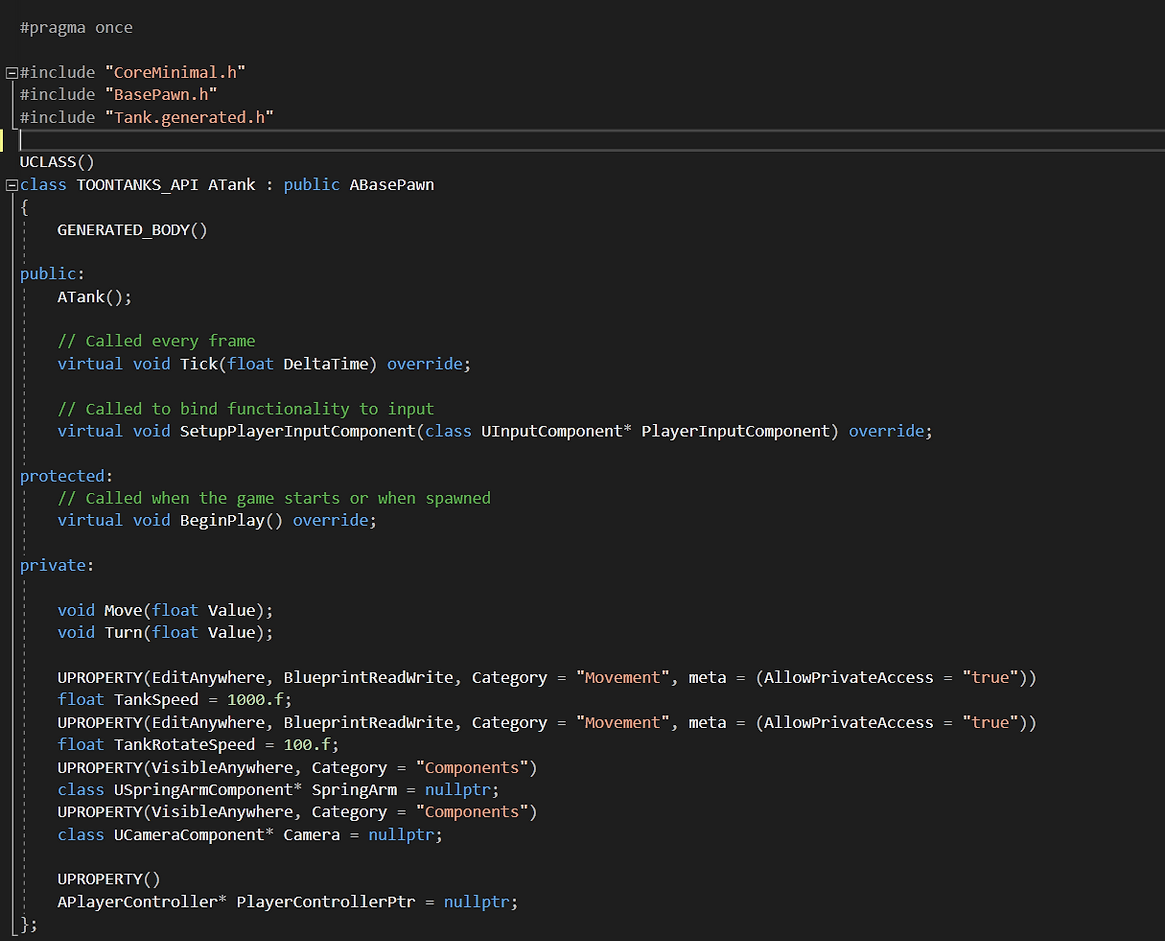 #pragma once
#include "CoreMinimal.h"
#include "BasePawn.h"
#include "Tank.generated.h"
UCLASS()
class TOONTANKS_API ATank : public ABasePawn
{
GENERATED_BODY()
public:
ATank();
// Called every frame
virtual void Tick(float DeltaTime) override;
// Called to bind functionality to input
virtual void SetupPlayerInputComponent(class UInputComponent* PlayerInputComponent) override;
protected:
// Called when the game starts or when spawned
virtual void BeginPlay() override;
private:
void Move(float Value);
void Turn(float Value);
UPROPERTY(EditAnywhere, BlueprintReadWrite, Category = "Movement", meta = (AllowPrivateAccess = "true"))
float TankSpeed = 1000.f;
UPROPERTY(EditAnywhere, BlueprintReadWrite, Category = "Movement", meta = (AllowPrivateAccess = "true"))
float TankRotateSpeed = 100.f;
UPROPERTY(VisibleAnywhere, Category = "Components")
class USpringArmComponent* SpringArm = nullptr;
UPROPERTY(VisibleAnywhere, Category = "Components")
class UCameraComponent* Camera = nullptr;
UPROPERTY()
APlayerController* PlayerControllerPtr = nullptr;
};